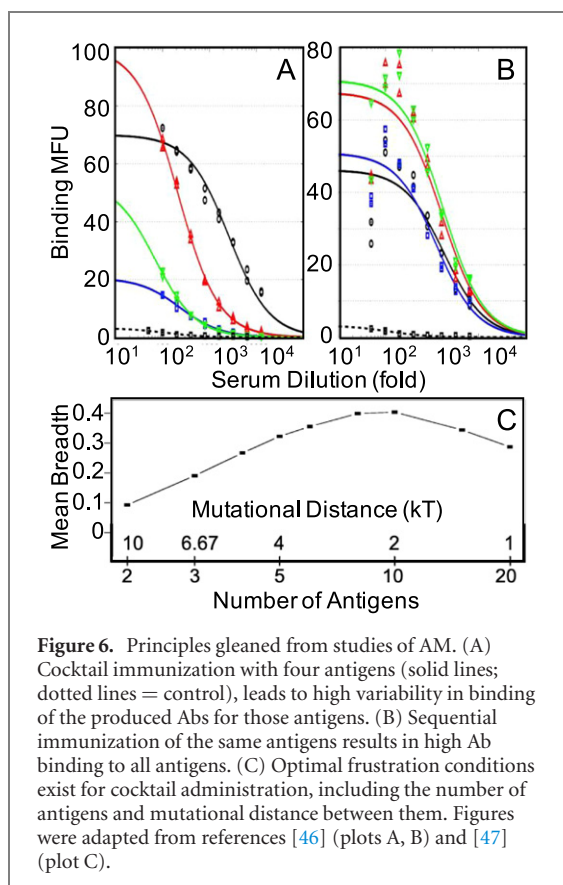 100
80
60
40
20
0
A
80
60
40
20
0
B
Binding MFU
10¹ 10² 10³ 10⁴
10¹ 10² 10³ 10⁴
Serum Dilution (fold)
0.4
0.3
0.2
0.1
0
C
Mean Breadth
Mutational Distance (kT)
10 6.67 4 2 1
2 3 5 10 20
Number of Antigens
Figure 6. Principles gleaned from studies of AM. (A)
Cocktail immunization with four antigens (solid lines;
dotted lines = control), leads to high variability in binding
of the produced Abs for those antigens. (B) Sequential
immunization of the same antigens results in high Ab
binding to all antigens. (C) Optimal frustration conditions
exist for cocktail administration, including the number of
antigens and mutational distance between them. Figures
were adapted from references [46] (plots A, B) and [47]
(plot C).